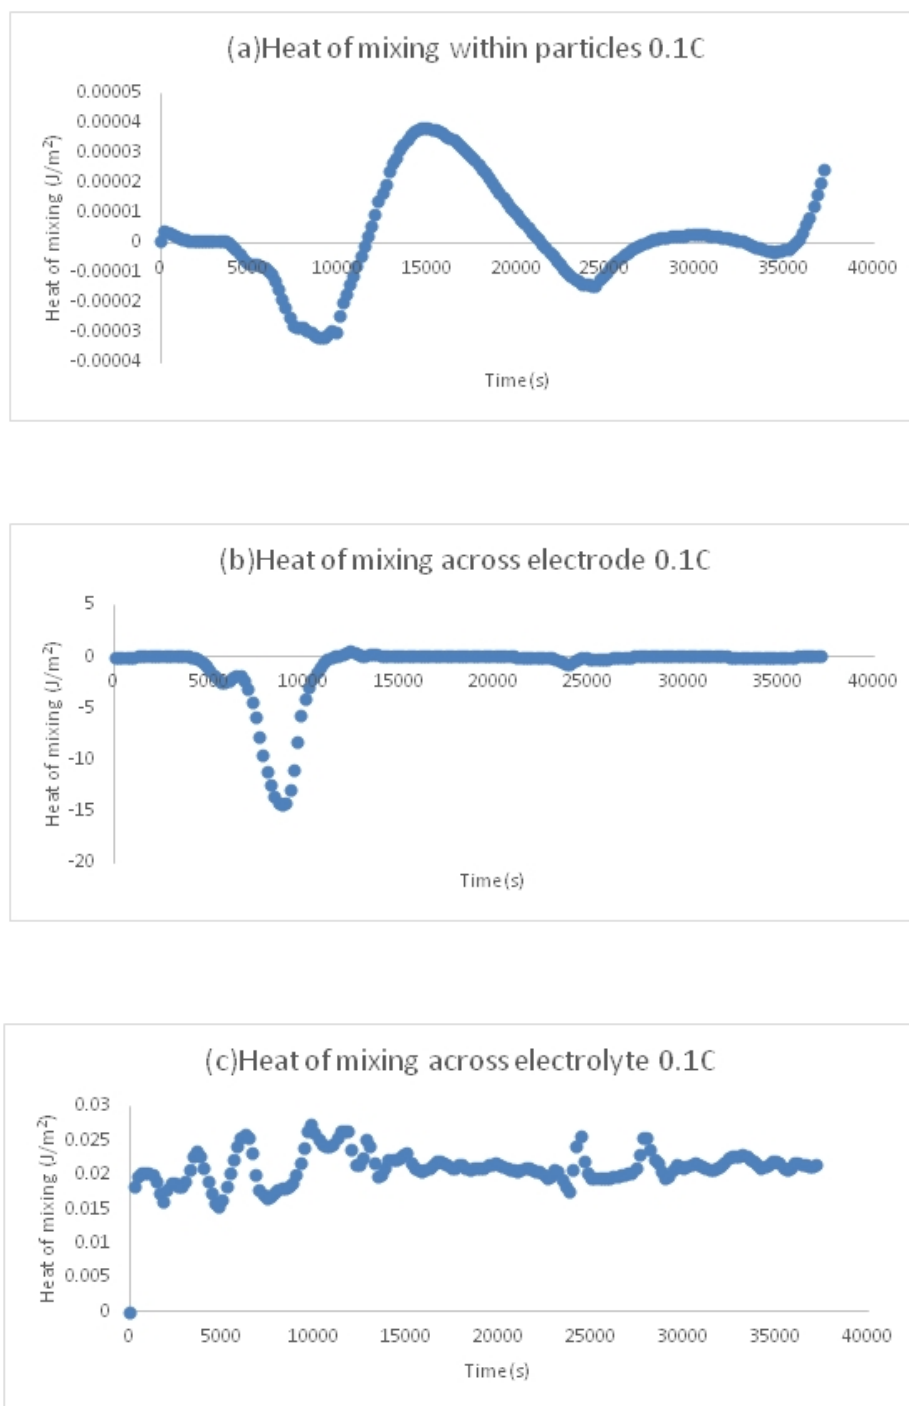 (a)Heat of mixing within particles 0.1C
Heat of mixing (J/m²)
0.00005
0.00004
0.00003
0.00002
0.00001
0
-0.00001
-0.00002
-0.00003
-0.00004
0 5000 10000 15000 20000 25000 30000 35000 40000
Time(s)
(b)Heat of mixing across electrode 0.1C
Heat of mixing (J/m²)
5
0
-5
-10
-15
-20
0 5000 10000 15000 20000 25000 30000 35000 40000
Time(s)
(c)Heat of mixing across electrolyte 0.1C
Heat of mixing (J/m²)
0.03
0.025
0.02
0.015
0.01
0.005
0
0 5000 10000 15000 20000 25000 30000 35000 40000
Time(s)